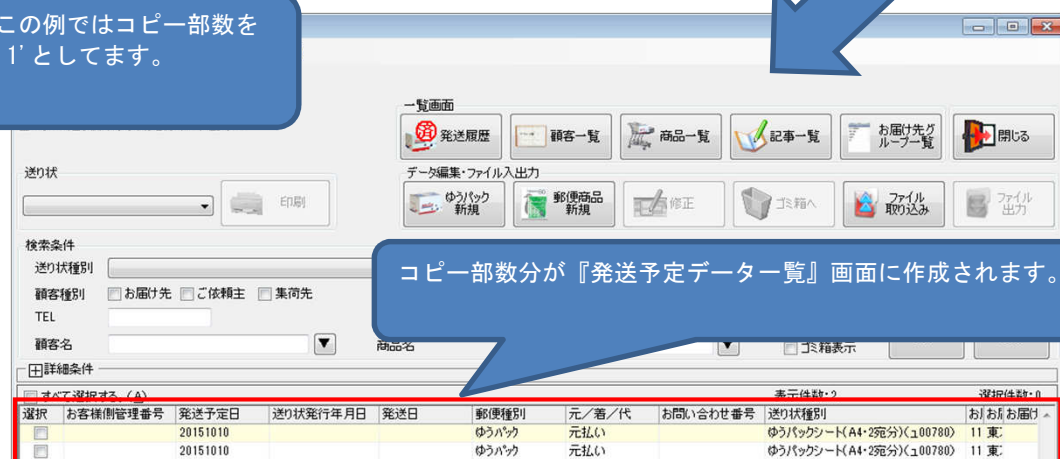 この例ではコピー部数を
1'としてます。
一覧画面
発送履歴
顧客一覧
商品一覧
記事一覧
お届け先グ
ループ一覧
閉じる
送り状
印刷
データ編集・ファイル入出力
ゆうパック
新規
郵便商品
新規
修正
ゴミ箱へ
ファイル
取り込み
ファイル
出力
検索条件
送り状種別
コピー部数分が『発送予定データ一覧』画面に作成されます。
顧客種別 お届け先 ご依頼主 集荷先
TEL
顧客名
商品名
ゴミ箱表示
詳細条件
すべて選択する (A)
表示件数:2
選択件数:0
選択 お客様側管理番号 発送予定日 送り状発行年月日 発送日 郵便種別 元/着/代 お問い合わせ番号 送り状種別 お届け
20151010 ゆうパック 元払い ゆうパックシート(A4・2宛分)(ュ00780) 11 東
20151010 ゆうパック 元払い ゆうパックシート(A4・2宛分)(ュ00780) 11 東